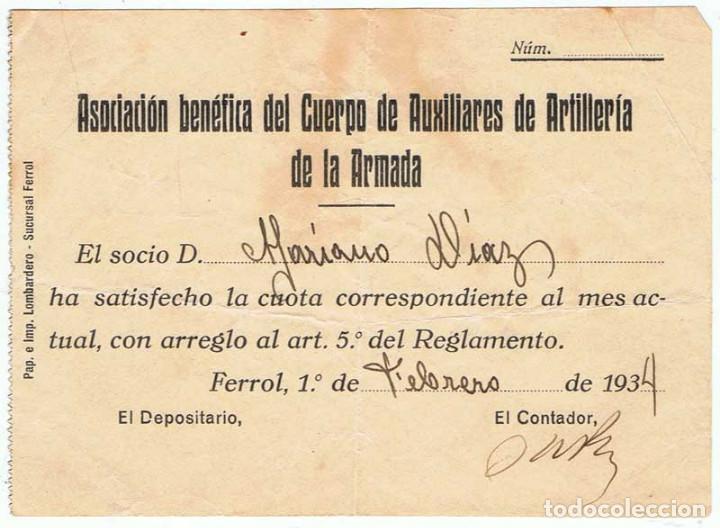 Núm.
Asociación benéfica del Cuerpo de Auxiliares de Artillería
de la Armada
El socio D. Mariano Díaz
ha satisfecho la cuota correspondiente al mes ac-
tual, con arreglo al art. 5.º del Reglamento.
Ferrol, 1.º de Febrero de 1934
El Depositario, El Contador,
Pap. e Imp. Lombardero - Sucursal Ferrol
todocoleccion